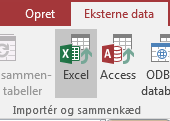 Opret Eksterne data
sammen- Excel Access ODB
tabeller datab
Importér og sammenkæd